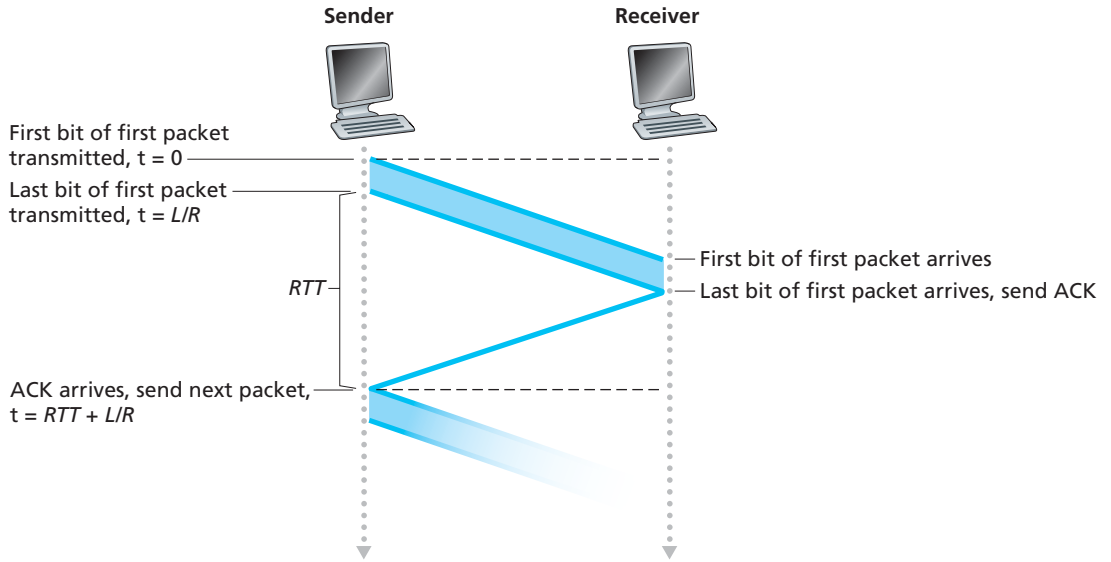 Sender
Receiver
First bit of first packet
transmitted, t = 0
Last bit of first packet
transmitted, t = L/R
First bit of first packet arrives
RTT
Last bit of first packet arrives, send ACK
ACK arrives, send next packet,
t = RTT + L/R